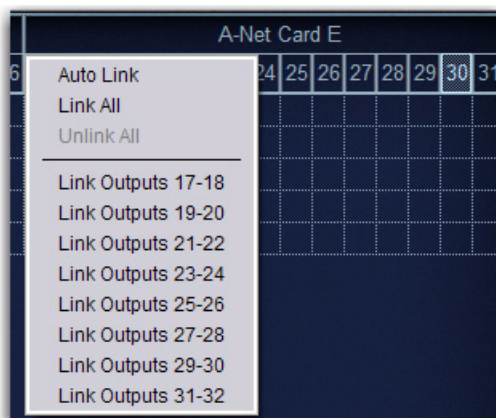 A-Net Card E
6 24 25 26 27 28 29 30 31
Auto Link
Link All
Unlink All
Link Outputs 17-18
Link Outputs 19-20
Link Outputs 21-22
Link Outputs 23-24
Link Outputs 25-26
Link Outputs 27-28
Link Outputs 29-30
Link Outputs 31-32